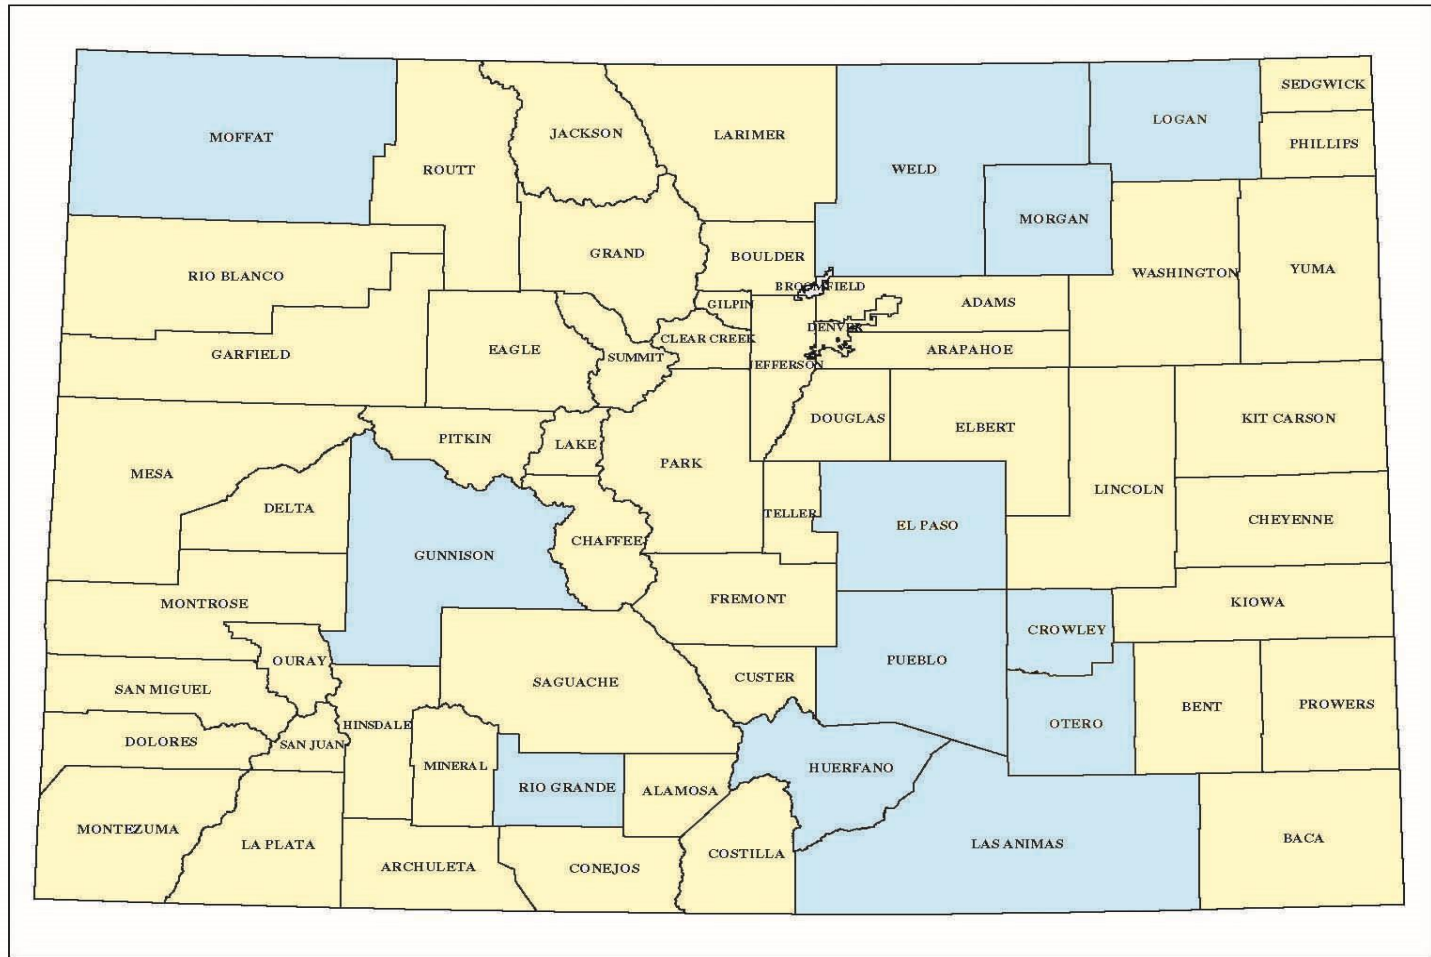 SEDGWICK
LOGAN
MOFFAT
JACKSON
LARIMER
PHILLIPS
ROUTT
WELD
MORGAN
GRAND
BOULDER
RIO BLANCO
WASHINGTON
YUMA
BROOMFIELD
GILPIN
ADAMS
DENVER
CLEAR CREEK
EAGLE
GARFIELD
SUMMIT
JEFFERSON
ARAPAHOE
DOUGLAS
ELBERT
KIT CARSON
PITKIN
LAKE
PARK
MESA
LINCOLN
DELTA
TELLER
EL PASO
CHEYENNE
CHAFFEE
GUNNISON
MONTROSE
FREMONT
KIOWA
CROWLEY
OURAY
PUEBLO
CUSTER
SAGUACHE
SAN MIGUEL
BENT
PROWERS
OTERO
HINSDALE
DOLORES
SAN JUAN
MINERAL
HUERFANO
RIO GRANDE
ALAMOSA
MONTEZUMA
LA PLATA
LAS ANIMAS
BACA
COSTILLA
ARCHULETA
CONEJOS